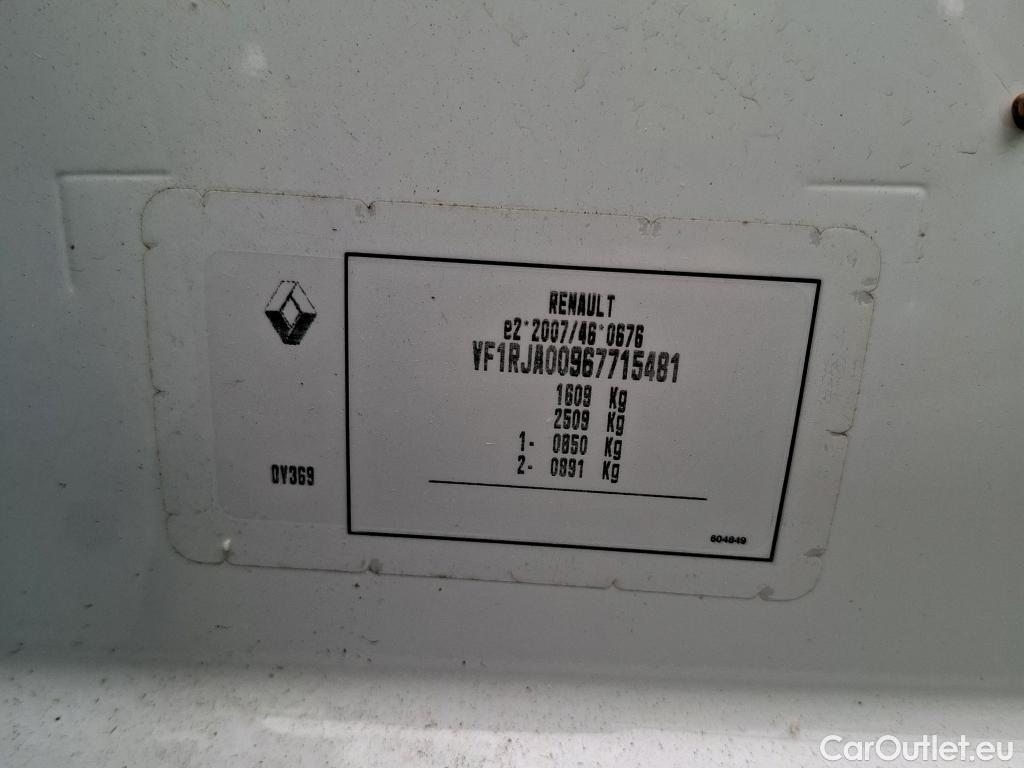 RENAULT
e2*2007/46*0676
VF1RJA00967715481
1609 Kg
2509 Kg
1- 0850 Kg
2- 0891 Kg
0V369
604849
CarOutlet.eu